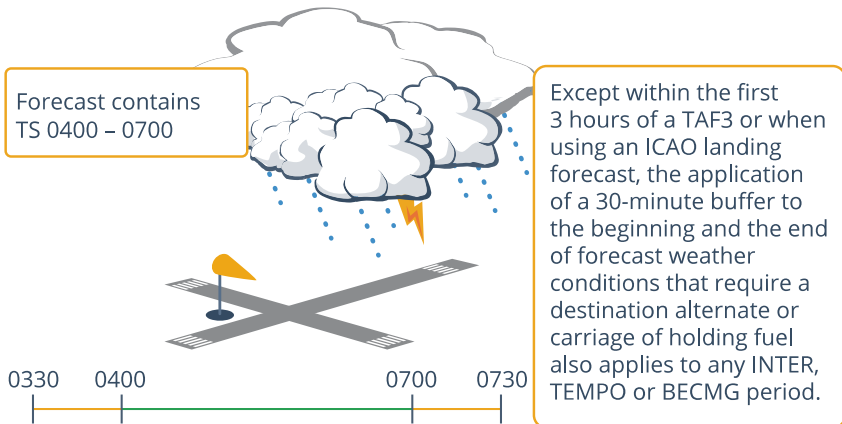 Forecast contains
TS 0400 – 0700
Except within the first
3 hours of a TAF3 or when
using an ICAO landing
forecast, the application
of a 30-minute buffer to
the beginning and the end
of forecast weather
conditions that require a
destination alternate or
carriage of holding fuel
also applies to any INTER,
TEMPO or BECMG period.
0330 0400 0700 0730